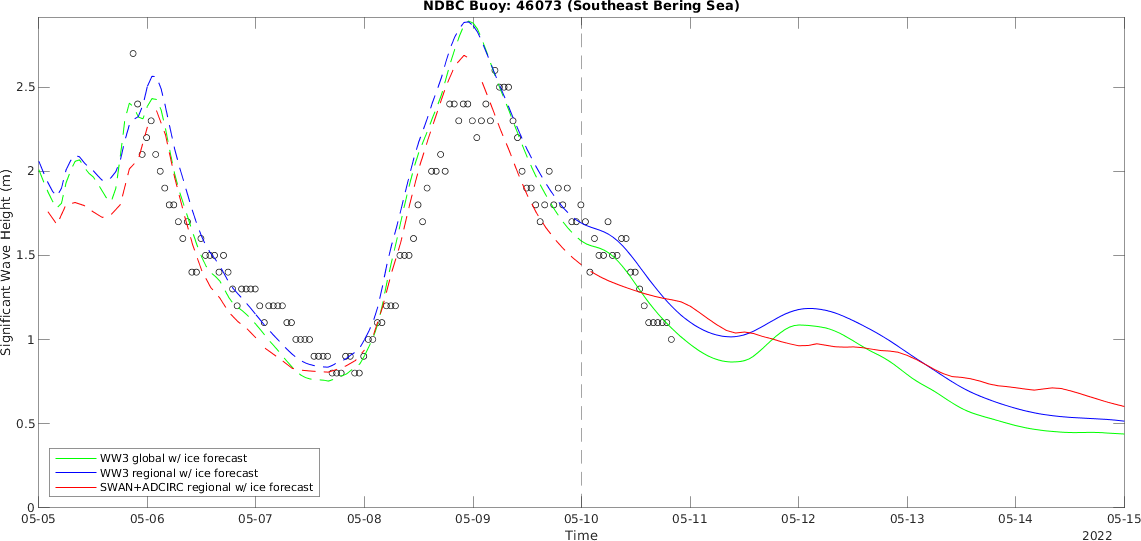 NDBC Buoy: 46073 (Southeast Bering Sea)
Significant Wave Height (m)
2.5
2
1.5
1
0.5
0
WW3 global w/ ice forecast
WW3 regional w/ ice forecast
SWAN+ADCIRC regional w/ ice forecast
05-05 05-06 05-07 05-08 05-09 05-10 05-11 05-12 05-13 05-14 05-15
Time
2022